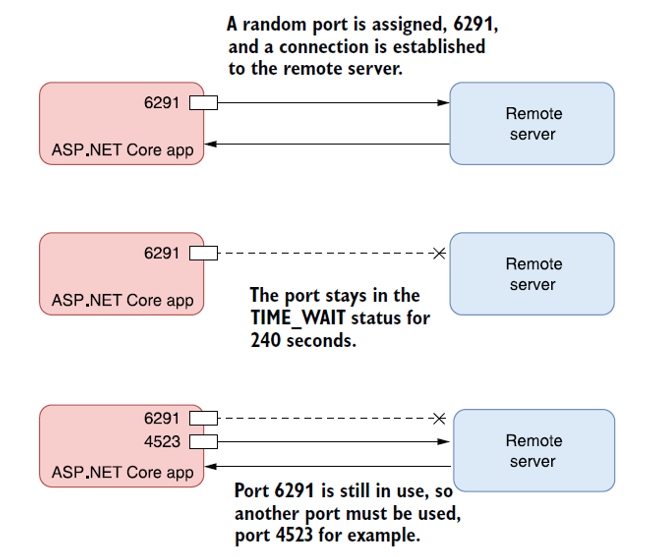 A random port is assigned, 6291,
and a connection is established
to the remote server.
6291
ASP.NET Core app
Remote
server
6291
ASP.NET Core app
Remote
server
The port stays in the
TIME_WAIT status for
240 seconds.
6291
4523
ASP.NET Core app
Remote
server
Port 6291 is still in use, so
another port must be used,
port 4523 for example.